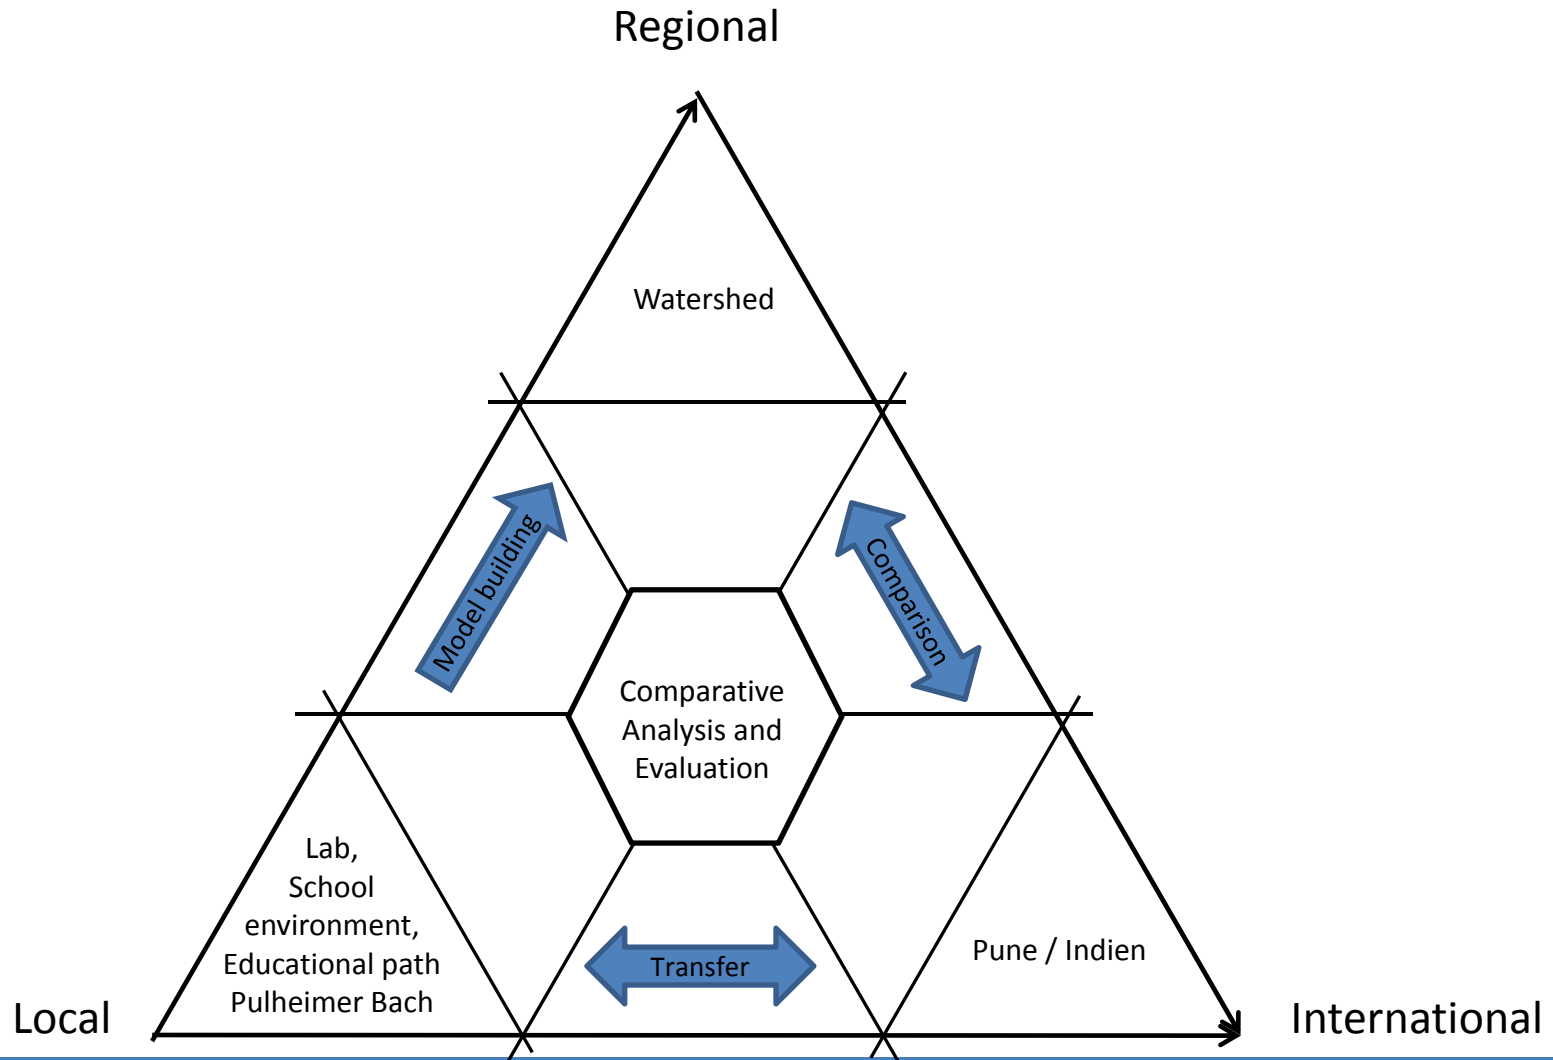 Regional
Watershed
Model building
Comparison
Comparative
Analysis and
Evaluation
Lab,
School
environment,
Educational path
Pulheimer Bach
Transfer
Pune / Indien
Local
International